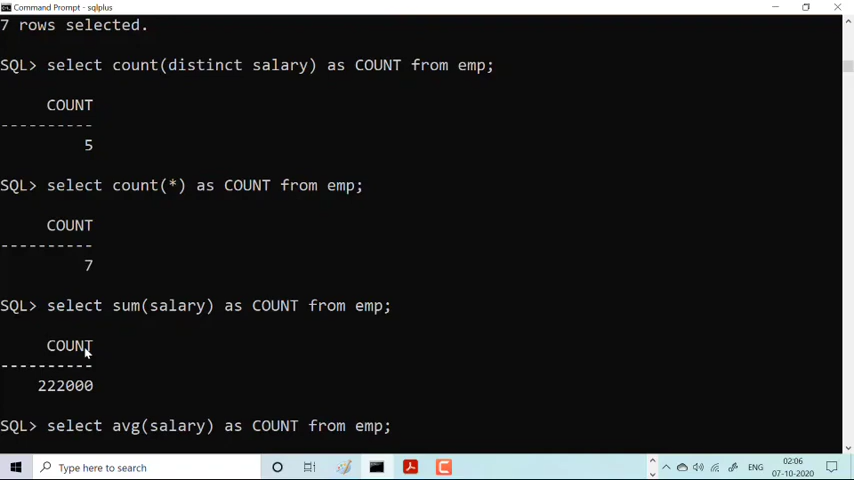 Command Prompt - sqlplus
7 rows selected.
SQL> select count(distinct salary) as COUNT from emp;
COUNT
----------
5
SQL> select count(*) as COUNT from emp;
COUNT
----------
7
SQL> select sum(salary) as COUNT from emp;
COUNT
----------
222000
SQL> select avg(salary) as COUNT from emp;
Type here to search
ENG
02:06
07-10-2020